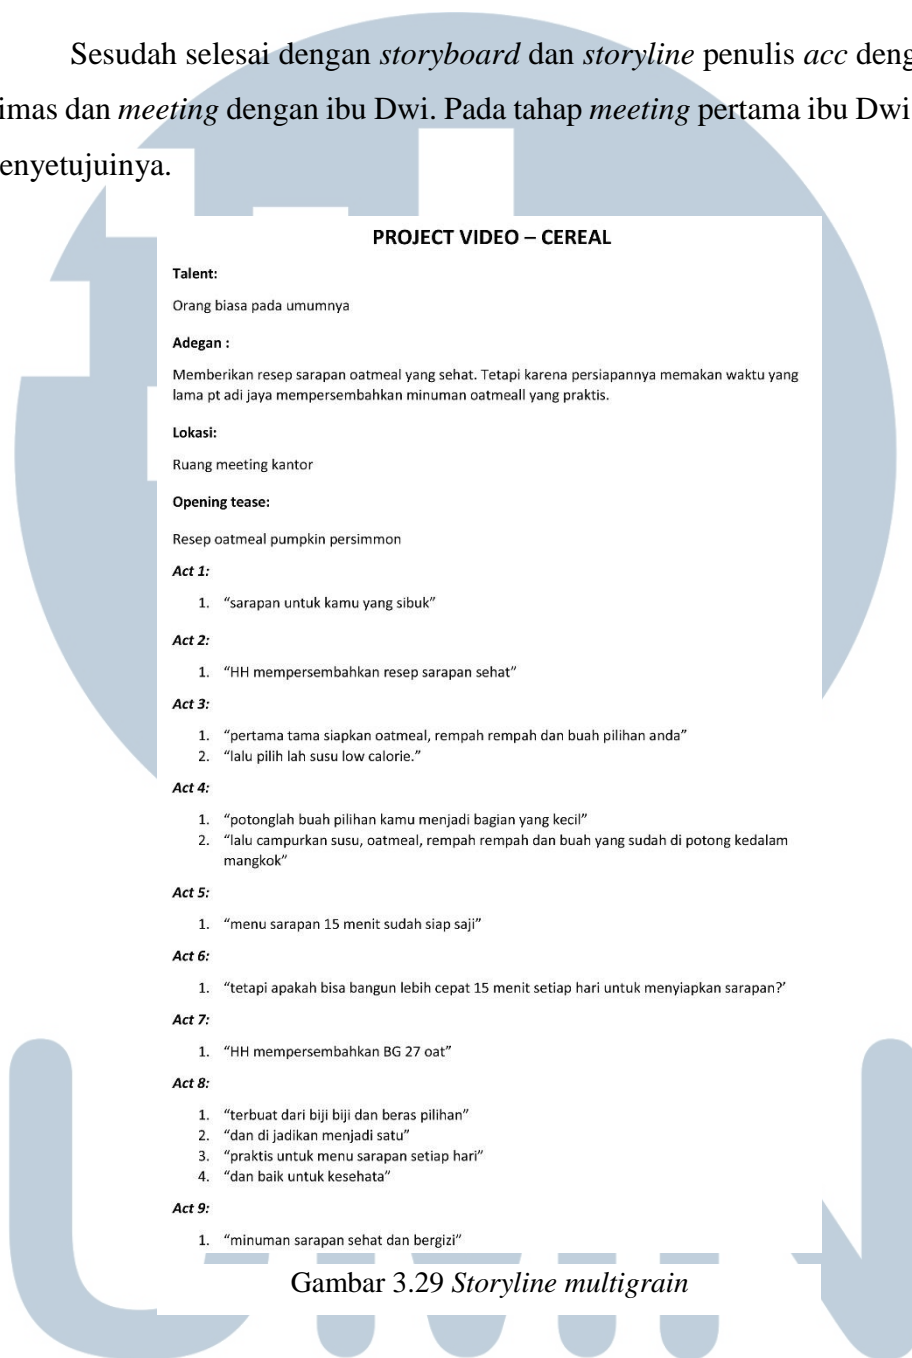 Sesudah selesai dengan storyboard dan storyline penulis acc deng
imas dan meeting dengan ibu Dwi. Pada tahap meeting pertama ibu Dwi
enyetujuinya.
PROJECT VIDEO – CEREAL
Talent:
Orang biasa pada umumnya
Adegan :
Memberikan resep sarapan oatmeal yang sehat. Tetapi karena persiapannya memakan waktu yang
lama pt adi jaya mempersembahkan minuman oatmeall yang praktis.
Lokasi:
Ruang meeting kantor
Opening tease:
Resep oatmeal pumpkin persimmon
Act 1:
1. “sarapan untuk kamu yang sibuk”
Act 2:
1. “HH mempersembahkan resep sarapan sehat”
Act 3:
1. “pertama tama siapkan oatmeal, rempah rempah dan buah pilihan anda”
2. “lalu pilih lah susu low calorie.”
Act 4:
1. “potonglah buah pilihan kamu menjadi bagian yang kecil”
2. “lalu campurkan susu, oatmeal, rempah rempah dan buah yang sudah di potong kedalam
mangkok”
Act 5:
1. “menu sarapan 15 menit sudah siap saji”
Act 6:
1. “tetapi apakah bisa bangun lebih cepat 15 menit setiap hari untuk menyiapkan sarapan?’
Act 7:
1. “HH mempersembahkan BG 27 oat”
Act 8:
1. “terbuat dari biji biji dan beras pilihan”
2. “dan di jadikan menjadi satu”
3. “praktis untuk menu sarapan setiap hari”
4. “dan baik untuk kesehata”
Act 9:
1. “minuman sarapan sehat dan bergizi”
Gambar 3.29 Storyline multigrain